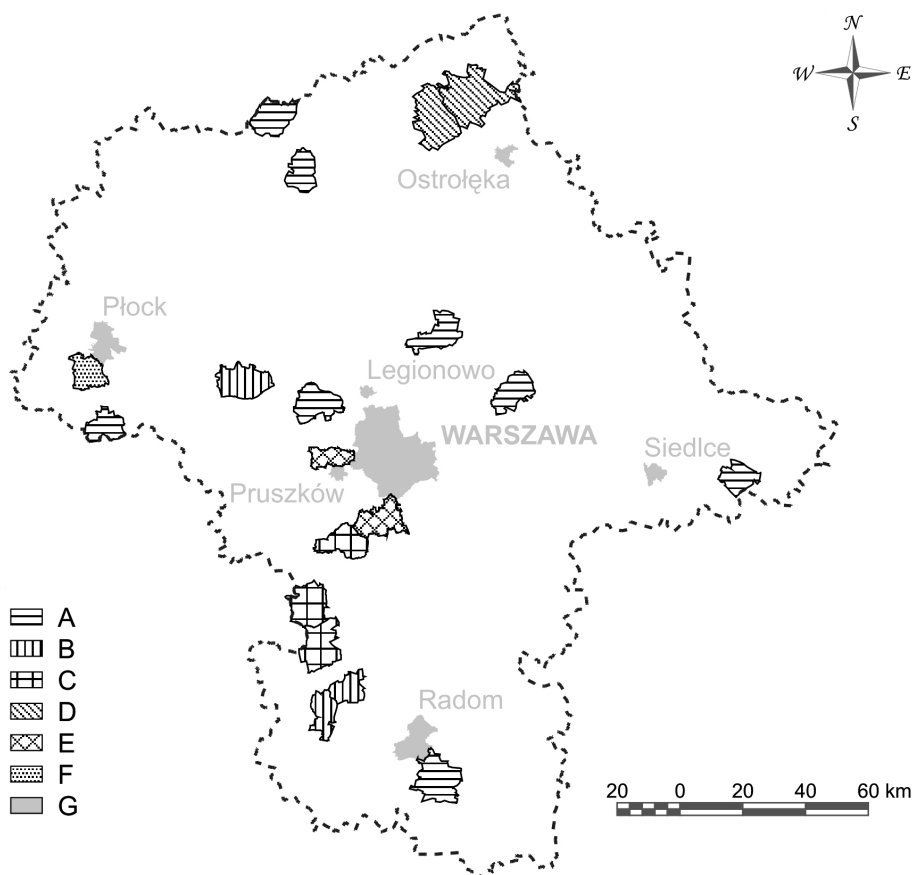 N
W E
S
Ostrołęka
Płock
Legionowo
WARSZAWA
Siedlce
Pruszków
A
B
C
D
E
F
G
Radom
20 0 20 40 60 km